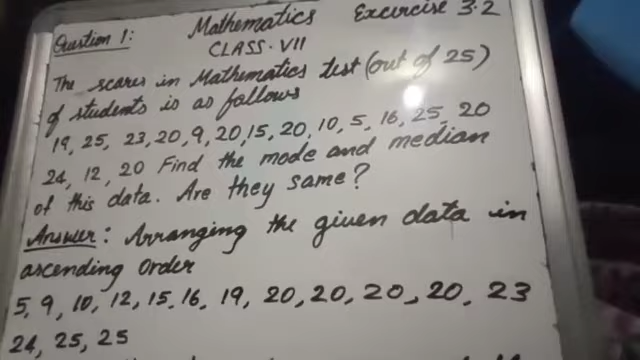 Mathematics Excercise 3.2
Question 1:
CLASS-VII
The scores in Mathematics test (out of 25)
of students is as follows
19, 25, 23, 20, 9, 20, 15, 20, 10, 5, 16, 25, 20
24, 12, 20 Find the mode and median
of this data. Are they same?
Answer: Arranging the given data in
ascending order
5, 9, 10, 12, 15, 16, 19, 20, 20, 20, 20, 23
24, 25, 25